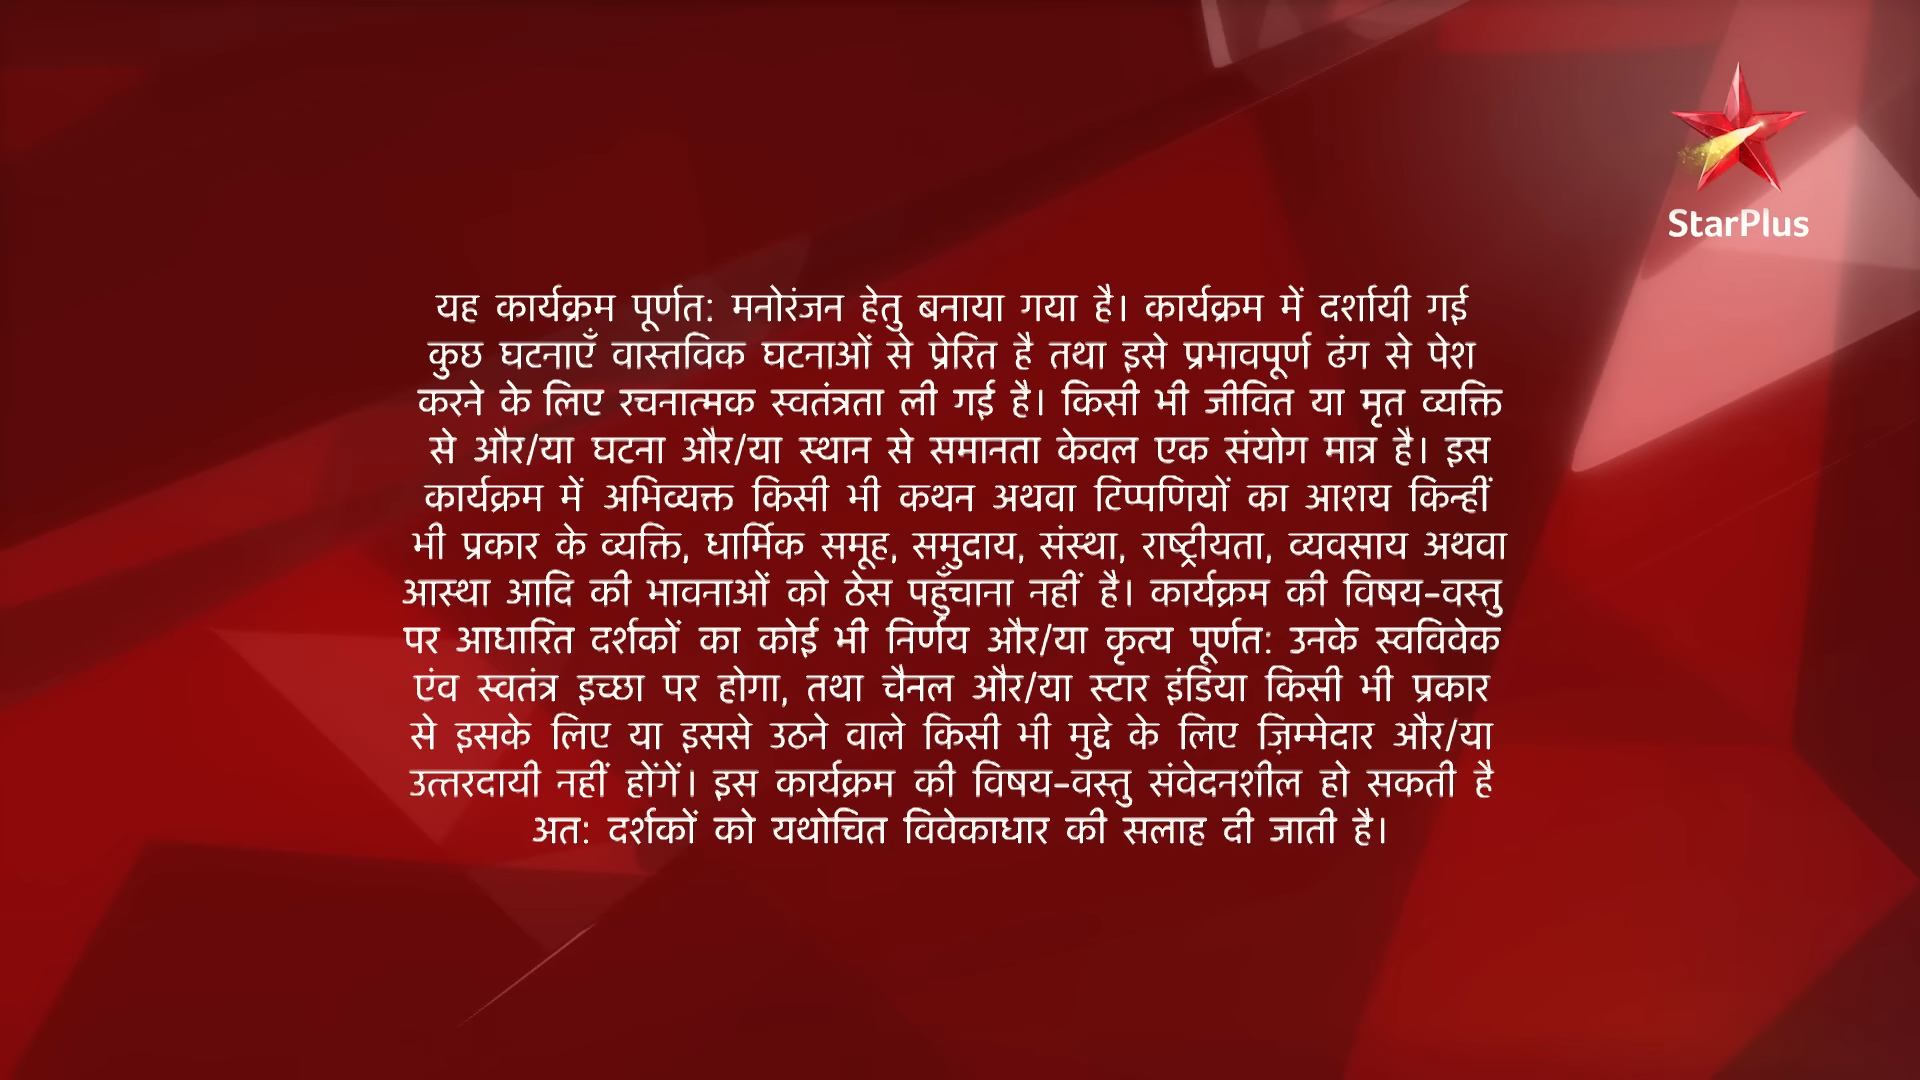 StarPlus
यह कार्यक्रम पूर्णत: मनोरंजन हेतु बनाया गया है। कार्यक्रम में दर्शायी गई
कुछ घटनाएँ वास्तविक घटनाओं से प्रेरित है तथा इसे प्रभावपूर्ण ढंग से पेश
करने के लिए रचनात्मक स्वतंत्रता ली गई है। किसी भी जीवित या मृत व्यक्ति
से और/या घटना और/या स्थान से समानता केवल एक संयोग मात्र है। इस
कार्यक्रम में अभिव्यक्त किसी भी कथन अथवा टिप्पणियों का आशय किन्हीं
भी प्रकार के व्यक्ति, धार्मिक समूह, समुदाय, संस्था, राष्ट्रीयता, व्यवसाय अथवा
आस्था आदि की भावनाओं को ठेस पहुँचाना नहीं है। कार्यक्रम की विषय-वस्तु
पर आधारित दर्शकों का कोई भी निर्णय और/या कृत्य पूर्णत: उनके स्वविवेक
एंव स्वतंत्र इच्छा पर होगा, तथा चैनल और/या स्टार इंडिया किसी भी प्रकार
से इसके लिए या इससे उठने वाले किसी भी मुद्दे के लिए ज़िम्मेदार और/या
उत्तरदायी नहीं होंगें। इस कार्यक्रम की विषय-वस्तु संवेदनशील हो सकती है
अत: दर्शकों को यथोचित विवेकाधार की सलाह दी जाती है।